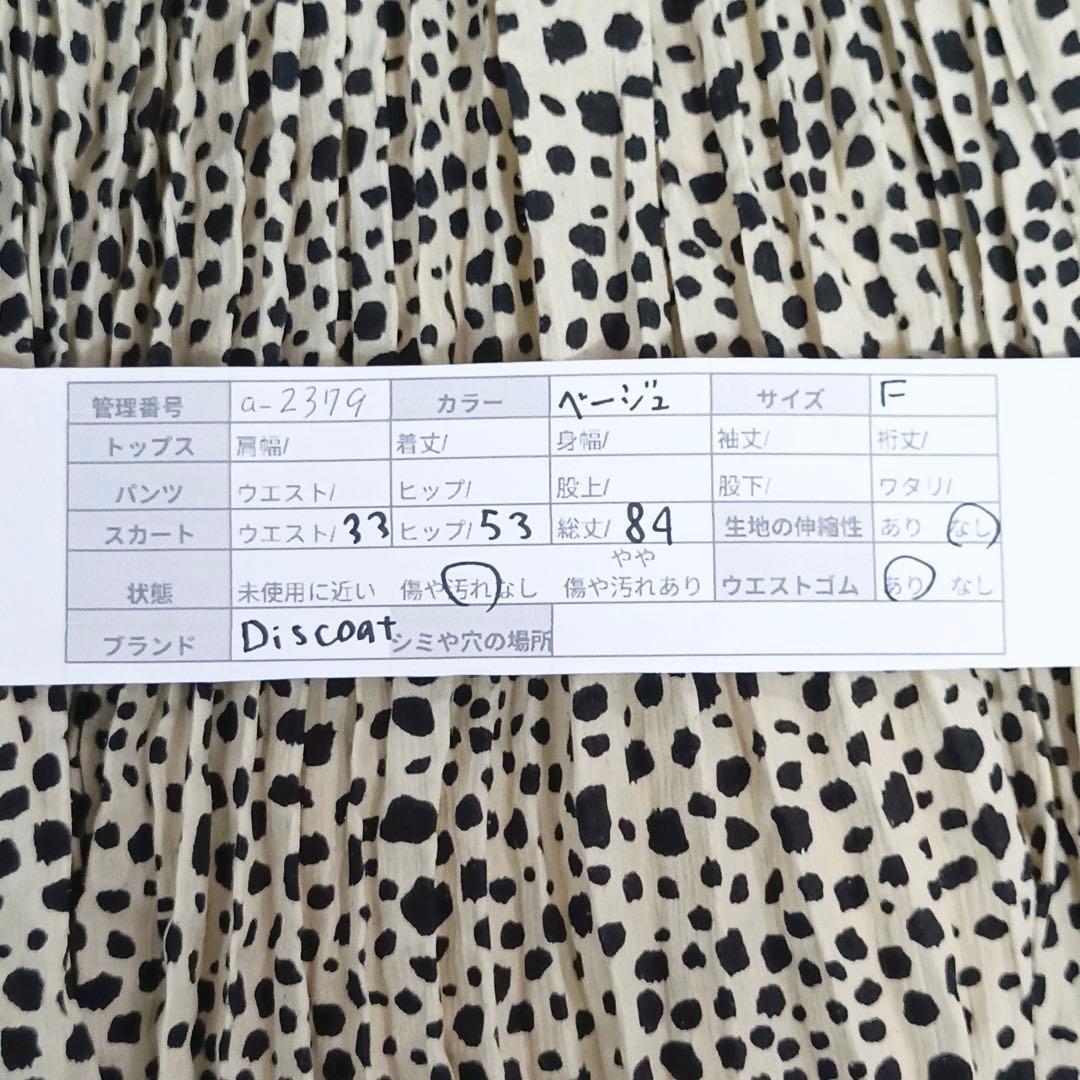 管理番号 a-2379 カラー ベージュ サイズ F
トップス 肩幅/ 着丈/ 身幅/ 袖丈/ 裄丈/
パンツ ウエスト/ ヒップ/ 股上/ 股下/ ワタリ/
スカート ウエスト/33 ヒップ/53 総丈/84 生地の伸縮性 あり なし
やや
状態 未使用に近い 傷や汚れなし 傷や汚れあり ウエストゴム あり なし
ブランド Discoat シミや穴の場所